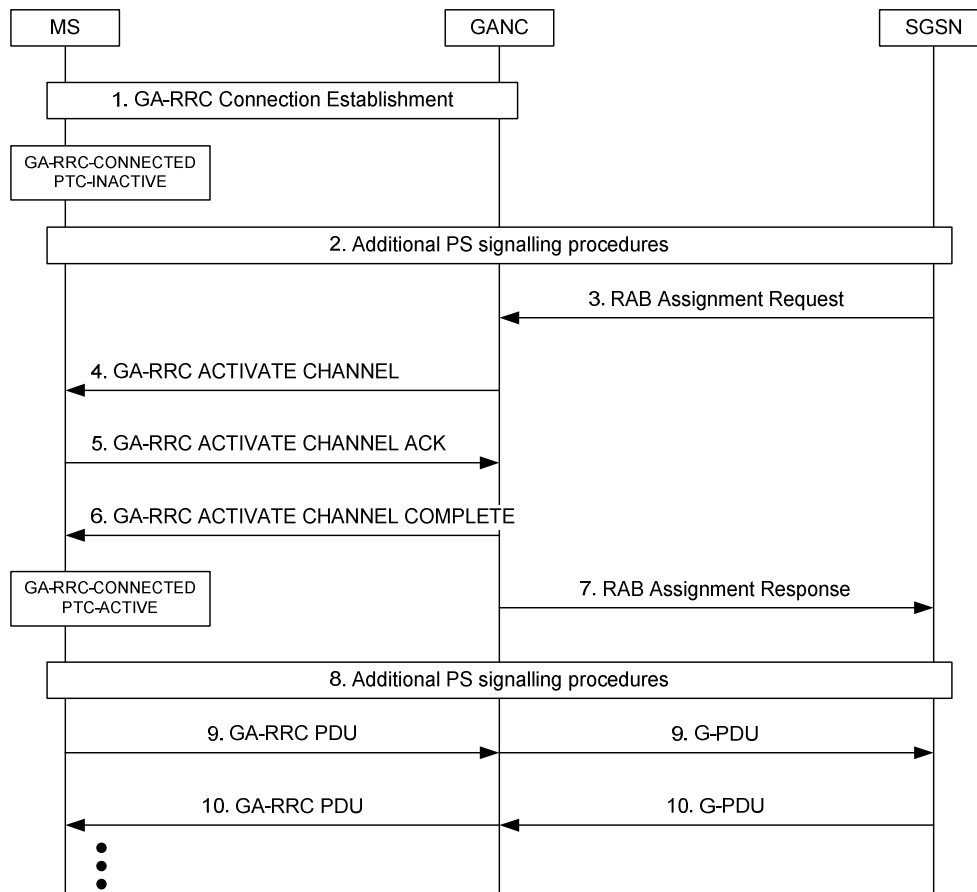 MS
GANC
SGSN
1. GA-RRC Connection Establishment
GA-RRC-CONNECTED
PTC-INACTIVE
2. Additional PS signalling procedures
3. RAB Assignment Request
4. GA-RRC ACTIVATE CHANNEL
5. GA-RRC ACTIVATE CHANNEL ACK
6. GA-RRC ACTIVATE CHANNEL COMPLETE
GA-RRC-CONNECTED
PTC-ACTIVE
7. RAB Assignment Response
8. Additional PS signalling procedures
9. GA-RRC PDU
9. G-PDU
10. GA-RRC PDU
10. G-PDU